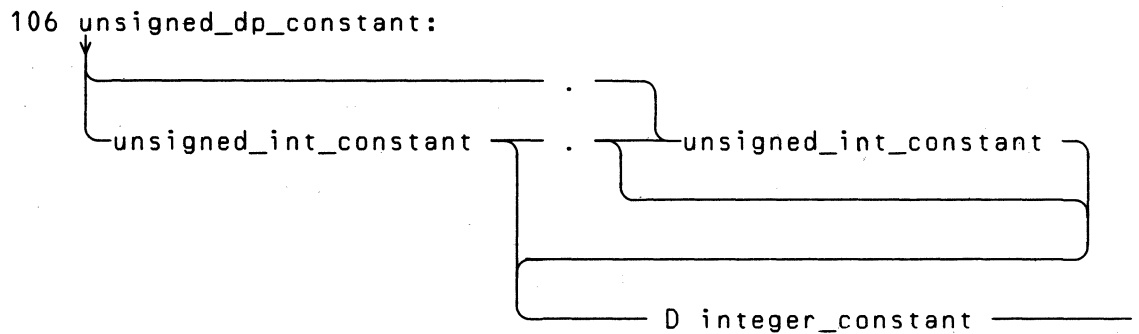 106 unsigned_dp_constant:
.
unsigned_int_constant . unsigned_int_constant
D integer_constant